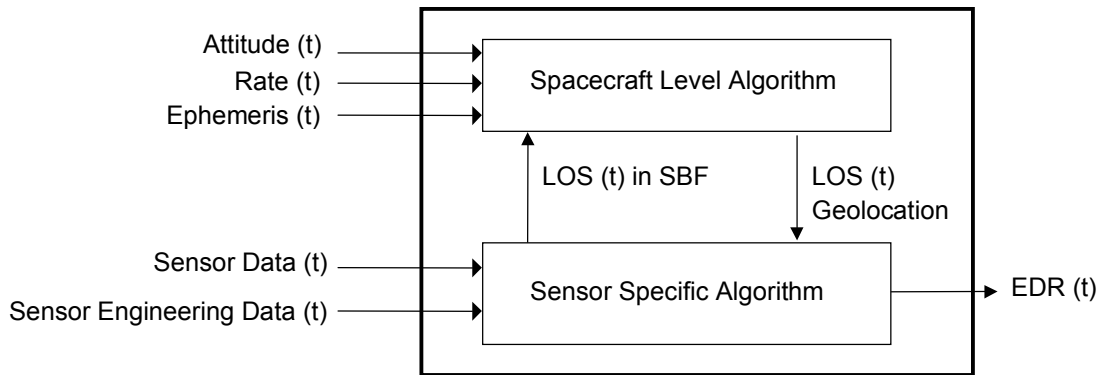 Attitude (t)
Rate (t)
Ephemeris (t)
Spacecraft Level Algorithm
LOS (t) in SBF
LOS (t)
Geolocation
Sensor Data (t)
Sensor Engineering Data (t)
Sensor Specific Algorithm
EDR (t)